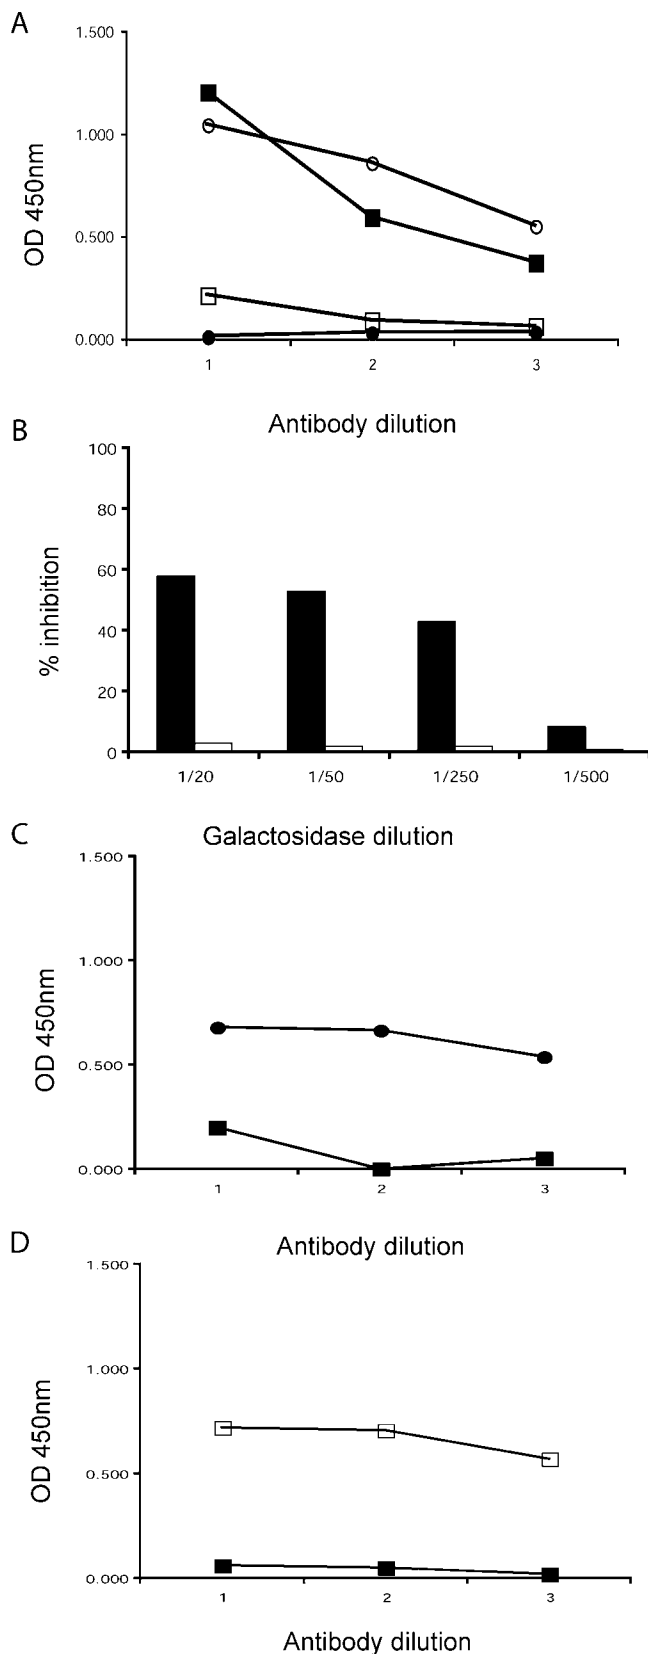 A
1.500
1.000
0.500
0.000
OD 450nm
1 2 3
Antibody dilution
B
100
80
60
40
20
0
% inhibition
1/20 1/50 1/250 1/500
Galactosidase dilution
C
1.500
1.000
0.500
0.000
OD 450nm
1 2 3
Antibody dilution
D
1.500
1.000
0.500
0.000
OD 450nm
1 2 3
Antibody dilution